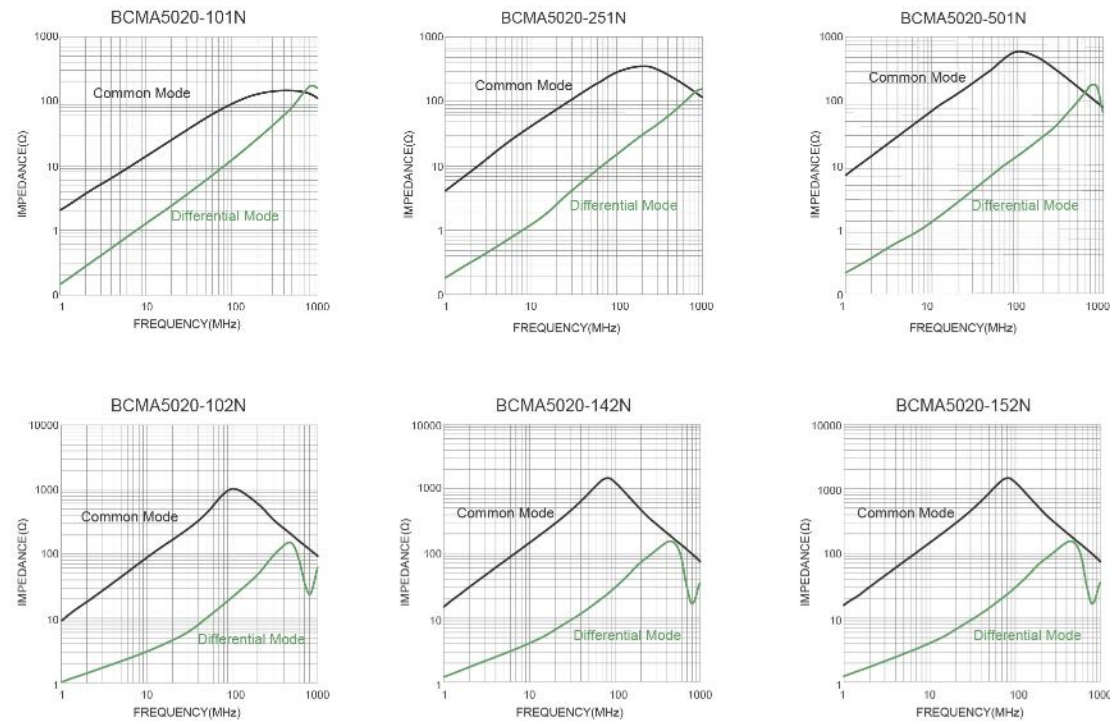 BCMA5020-101N
1000
100
10
1
0
IMPEDANCE(Ω)
Common Mode
Differential Mode
1 10 100 1000
FREQUENCY(MHz)
BCMA5020-251N
1000
100
10
1
0
IMPEDANCE(Ω)
Common Mode
Differential Mode
1 10 100 1000
FREQUENCY(MHz)
BCMA5020-501N
1000
100
10
1
0
IMPEDANCE(Ω)
Common Mode
Differential Mode
1 10 100 1000
FREQUENCY(MHz)
BCMA5020-102N
10000
1000
100
10
1
IMPEDANCE(Ω)
Common Mode
Differential Mode
1 10 100 1000
FREQUENCY(MHz)
BCMA5020-142N
10000
1000
100
10
1
IMPEDANCE(Ω)
Common Mode
Differential Mode
1 10 100 1000
FREQUENCY(MHz)
BCMA5020-152N
10000
1000
100
10
1
IMPEDANCE(Ω)
Common Mode
Differential Mode
1 10 100 1000
FREQUENCY(MHz)